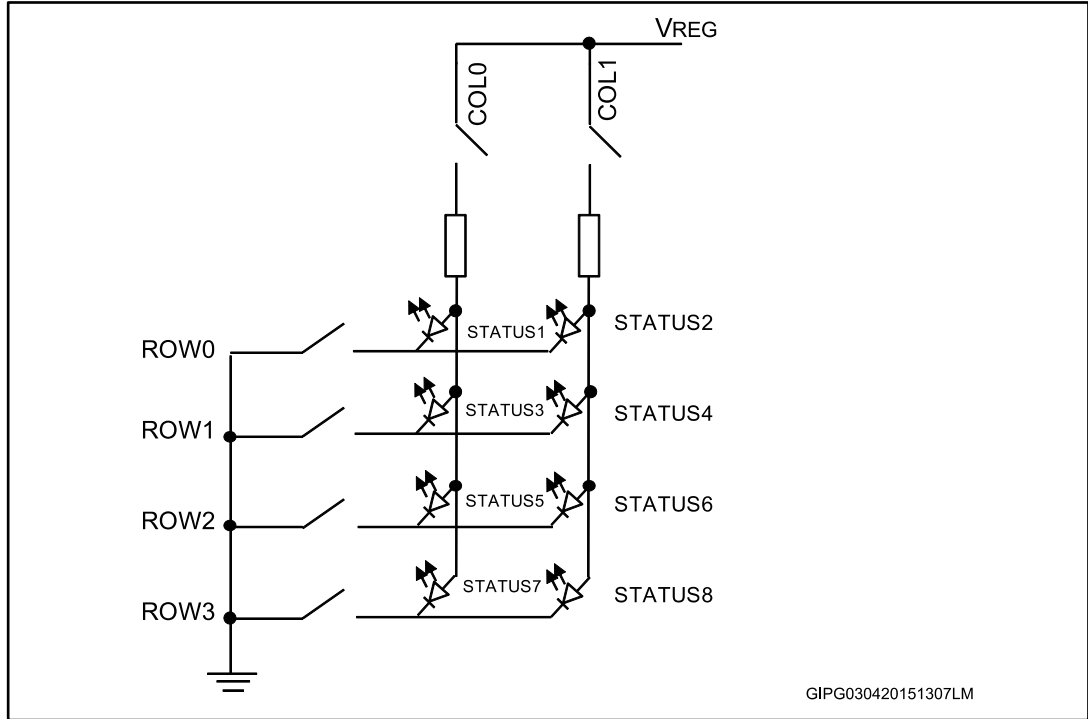 VREG
COL0
COL1
STATUS1
STATUS2
ROW0
STATUS3
STATUS4
ROW1
STATUS5
STATUS6
ROW2
STATUS7
STATUS8
ROW3
GIPG030420151307LM